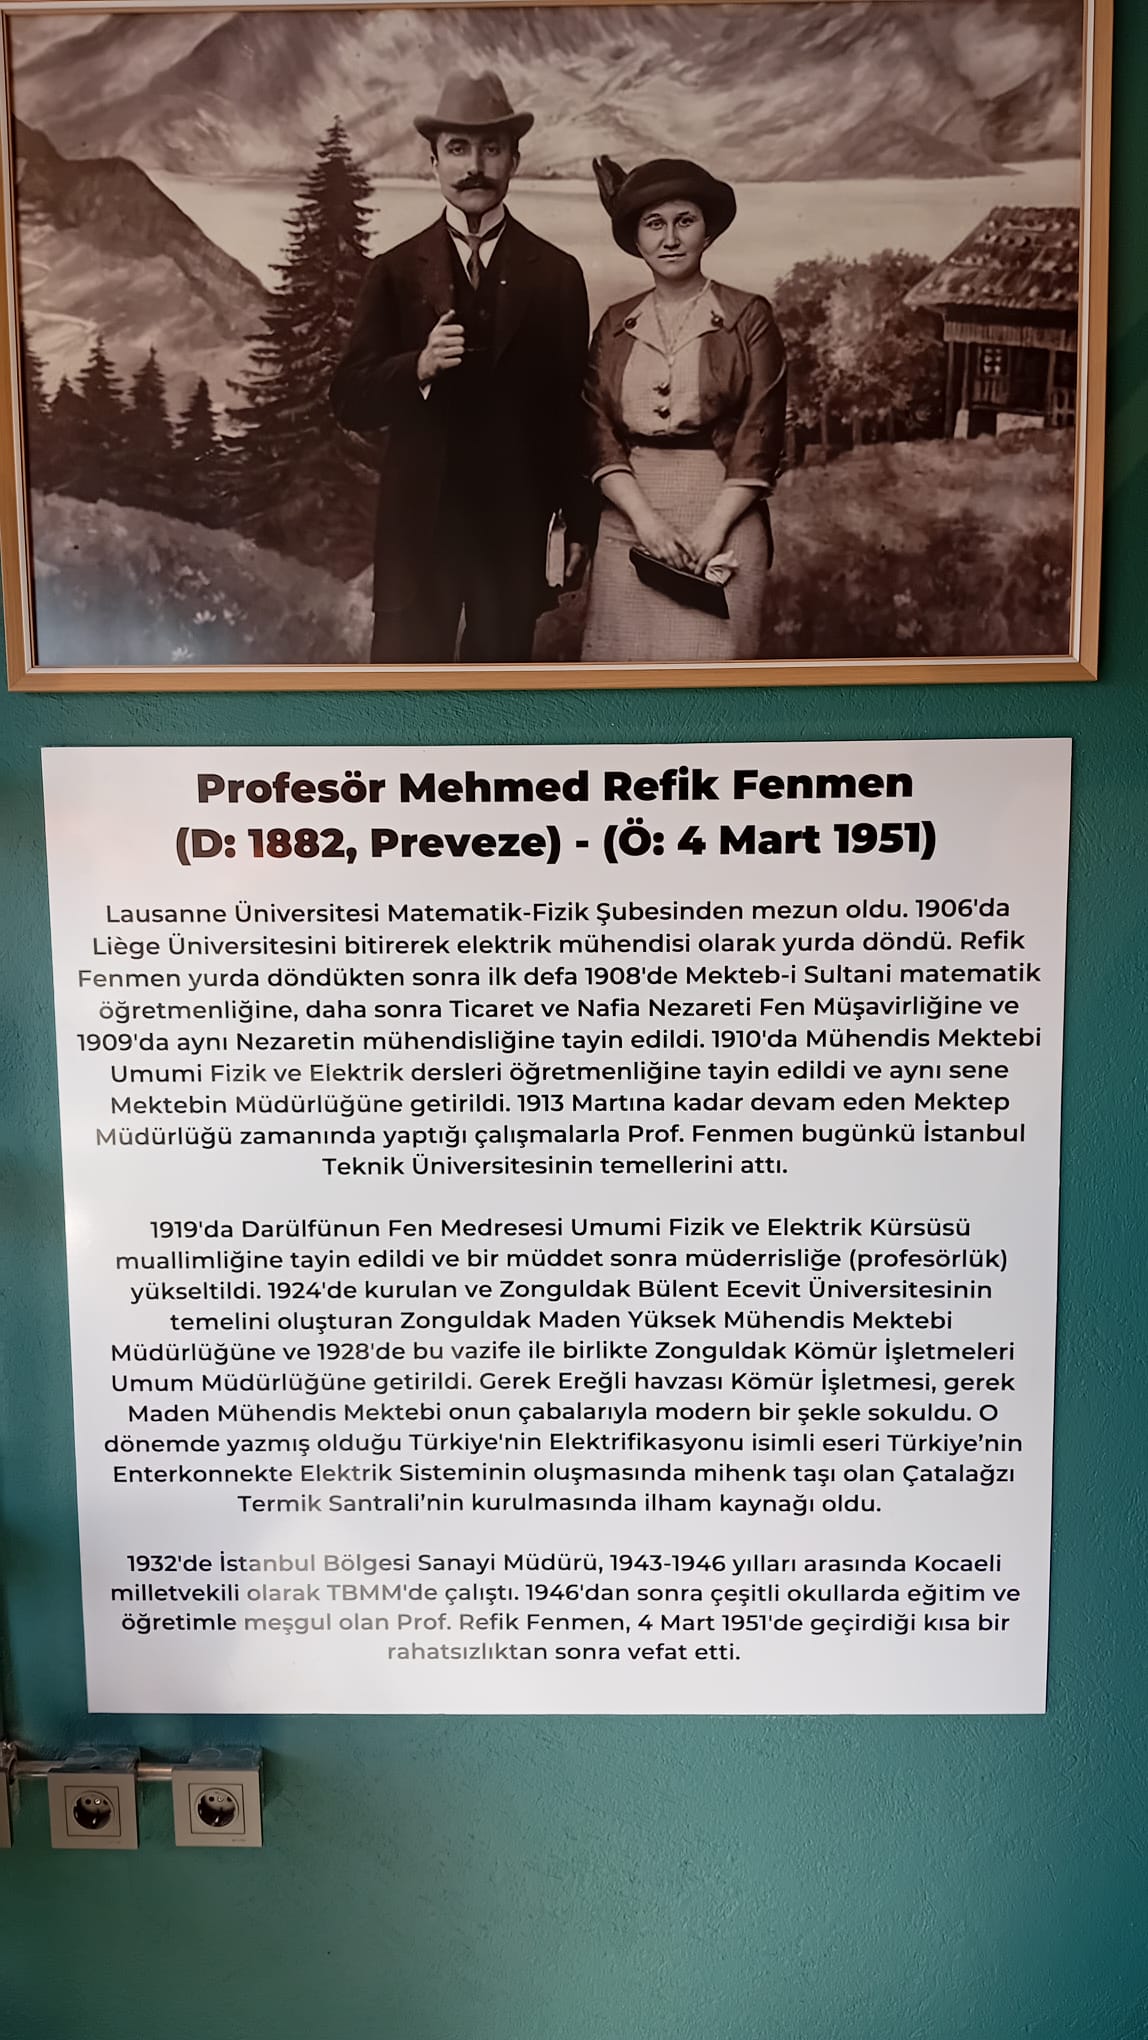 Profesör Mehmed Refik Fenmen
(D: 1882, Preveze) - (Ö: 4 Mart 1951)
Lausanne Üniversitesi Matematik-Fizik Şubesinden mezun oldu. 1906'da
Liège Üniversitesini bitirerek elektrik mühendisi olarak yurda döndü. Refik
Fenmen yurda döndükten sonra ilk defa 1908'de Mekteb-i Sultani matematik
öğretmenliğine, daha sonra Ticaret ve Nafia Nezareti Fen Müşavirliğine ve
1909'da aynı Nezaretin mühendisliğine tayin edildi. 1910'da Mühendis Mektebi
Umumi Fizik ve Elektrik dersleri öğretmenliğine tayin edildi ve aynı sene
Mektebin Müdürlüğüne getirildi. 1913 Martına kadar devam eden Mektep
Müdürlüğü zamanında yaptığı çalışmalarla Prof. Fenmen bugünkü İstanbul
Teknik Üniversitesinin temellerini attı.
1919'da Darülfünun Fen Medresesi Umumi Fizik ve Elektrik Kürsüsü
muallimliğine tayin edildi ve bir müddet sonra müderrisliğe (profesörlük)
yükseltildi. 1924'de kurulan ve Zonguldak Bülent Ecevit Üniversitesinin
temelini oluşturan Zonguldak Maden Yüksek Mühendis Mektebi
Müdürlüğüne ve 1928'de bu vazife ile birlikte Zonguldak Kömür İşletmeleri
Umum Müdürlüğüne getirildi. Gerek Ereğli havzası Kömür İşletmesi, gerek
Maden Mühendis Mektebi onun çabalarıyla modern bir şekle sokuldu. O
dönemde yazmış olduğu Türkiye'nin Elektrifikasyonu isimli eseri Türkiye’nin
Enterkonnekte Elektrik Sisteminin oluşmasında mihenk taşı olan Çatalağzı
Termik Santrali’nin kurulmasında ilham kaynağı oldu.
1932'de İstanbul Bölgesi Sanayi Müdürü, 1943-1946 yılları arasında Kocaeli
milletvekili olarak TBMM'de çalıştı. 1946'dan sonra çeşitli okullarda eğitim ve
öğretimle meşgul olan Prof. Refik Fenmen, 4 Mart 1951'de geçirdiği kısa bir
rahatsızlıktan sonra vefat etti.